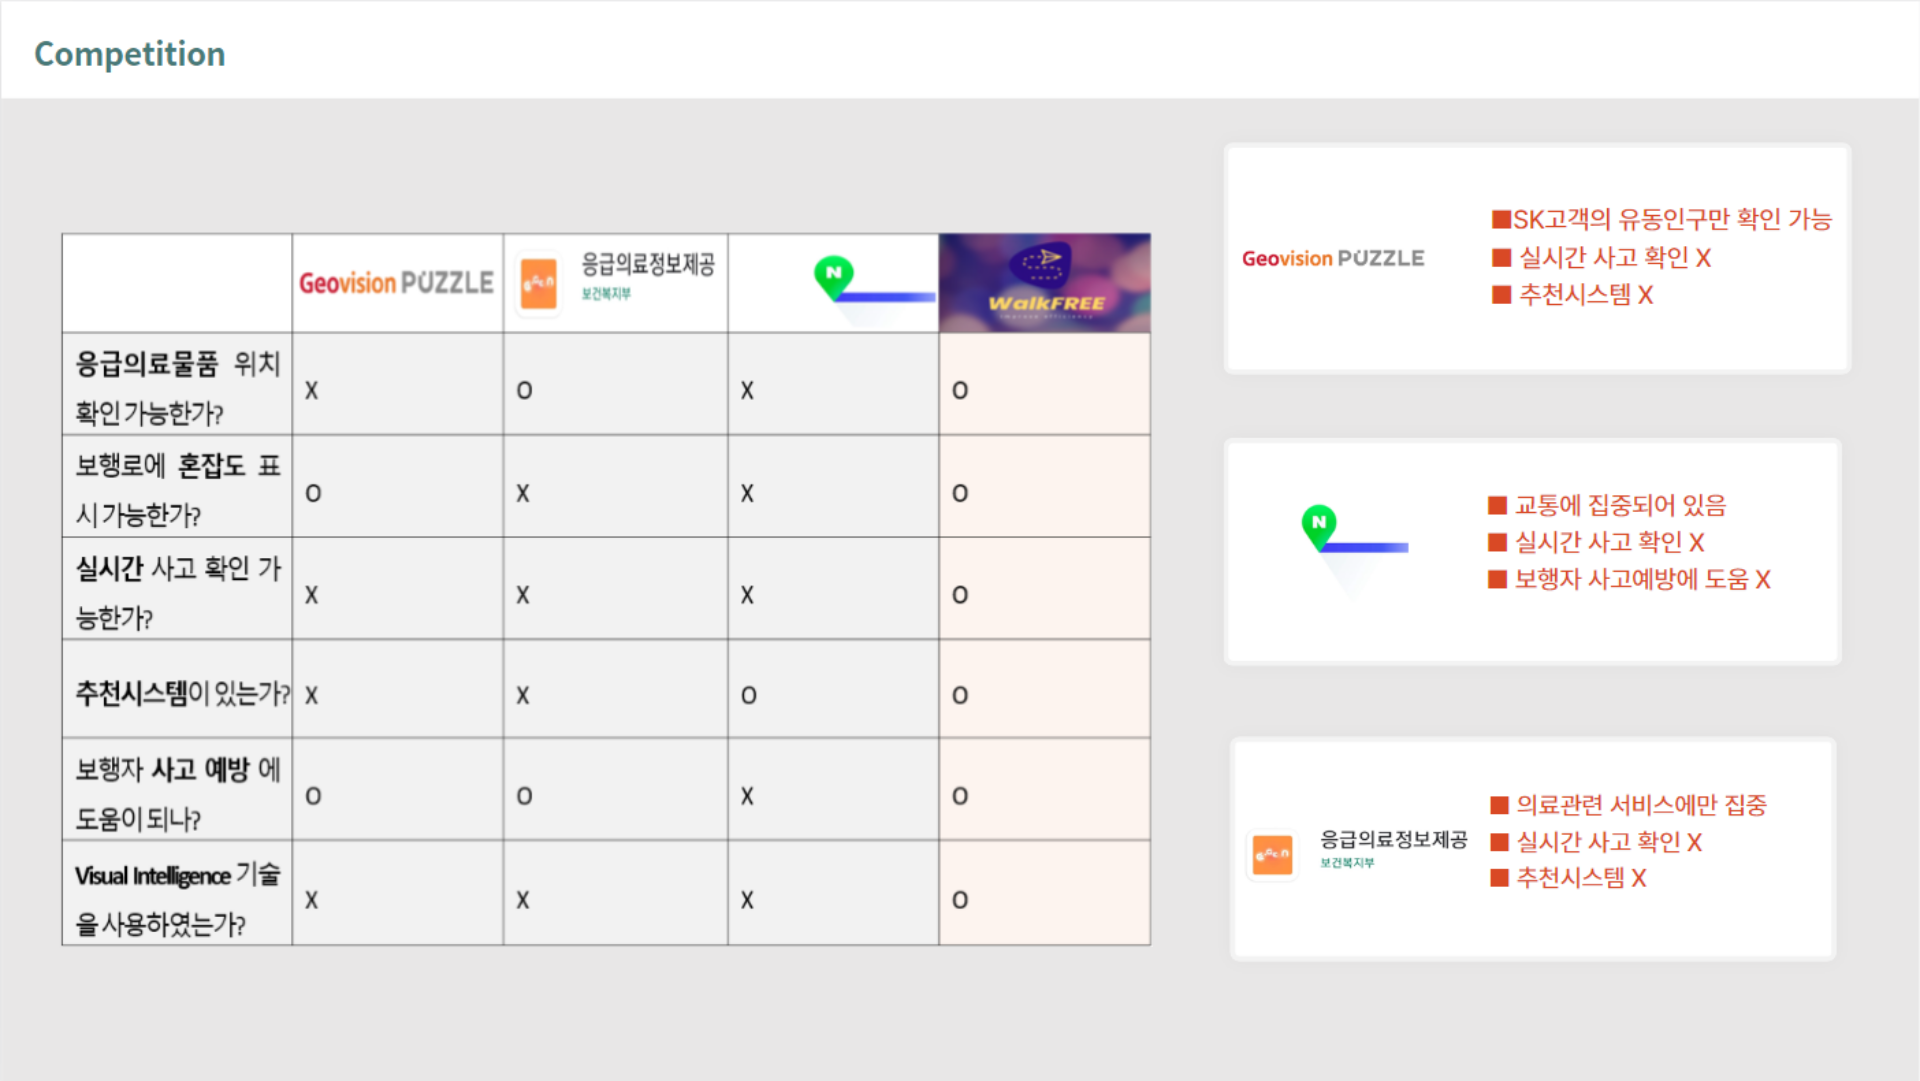 Competition
Geovision PUZZLE
응급의료정보제공
보건복지부
N
WalkFREE
응급의료물품 위치
확인 가능한가?
X
O
X
O
보행로에 혼잡도 표
시 가능한가?
O
X
X
O
실시간 사고 확인 가
능한가?
X
X
X
O
추천시스템이 있는가?
X
X
O
O
보행자 사고 예방 에
도움이 되나?
O
O
X
O
Visual Intelligence 기술
을 사용하였는가?
X
X
X
O
Geovision PUZZLE
■SK고객의 유동인구만 확인 가능
■ 실시간 사고 확인 X
■ 추천시스템 X
N
■ 교통에 집중되어 있음
■ 실시간 사고 확인 X
■ 보행자 사고예방에 도움 X
응급의료정보제공
보건복지부
■ 의료관련 서비스에만 집중
■ 실시간 사고 확인 X
■ 추천시스템 X